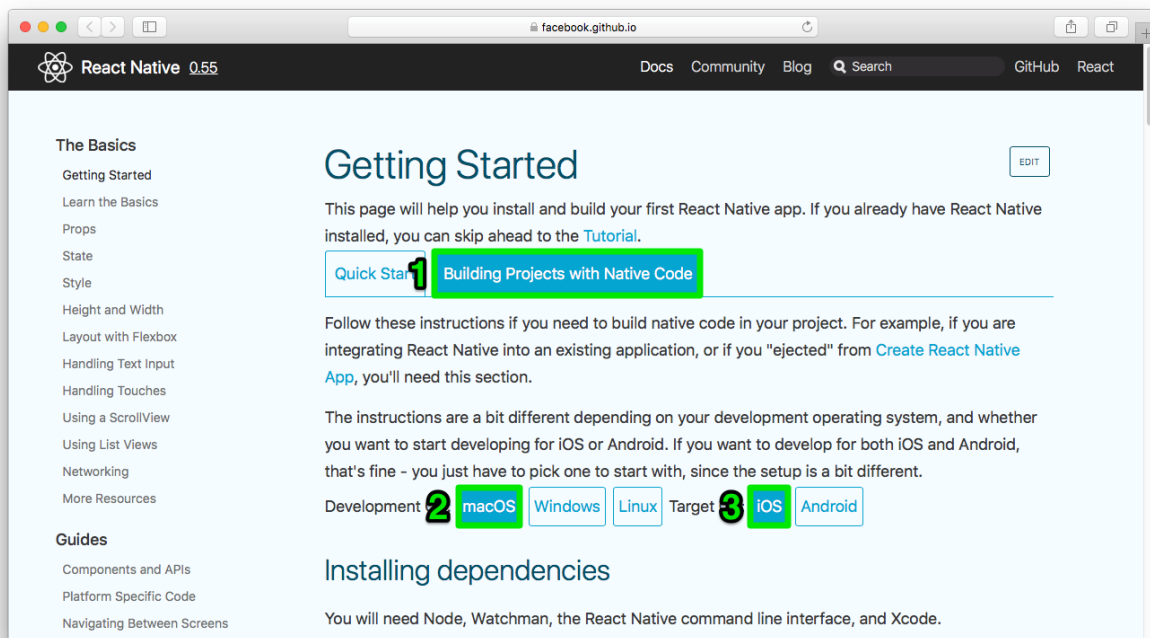 facebook.github.io
React Native 0.55
Docs Community Blog Search GitHub React
The Basics
Getting Started
Learn the Basics
Props
State
Style
Height and Width
Layout with Flexbox
Handling Text Input
Handling Touches
Using a ScrollView
Using List Views
Networking
More Resources
Guides
Components and APIs
Platform Specific Code
Navigating Between Screens
Getting Started
EDIT
This page will help you install and build your first React Native app. If you already have React Native
installed, you can skip ahead to the Tutorial.
Quick Star 1 Building Projects with Native Code
Follow these instructions if you need to build native code in your project. For example, if you are
integrating React Native into an existing application, or if you "ejected" from Create React Native
App, you'll need this section.
The instructions are a bit different depending on your development operating system, and whether
you want to start developing for iOS or Android. If you want to develop for both iOS and Android,
that's fine - you just have to pick one to start with, since the setup is a bit different.
Development 2 macOS Windows Linux Target 3 iOS Android
Installing dependencies
You will need Node, Watchman, the React Native command line interface, and Xcode.